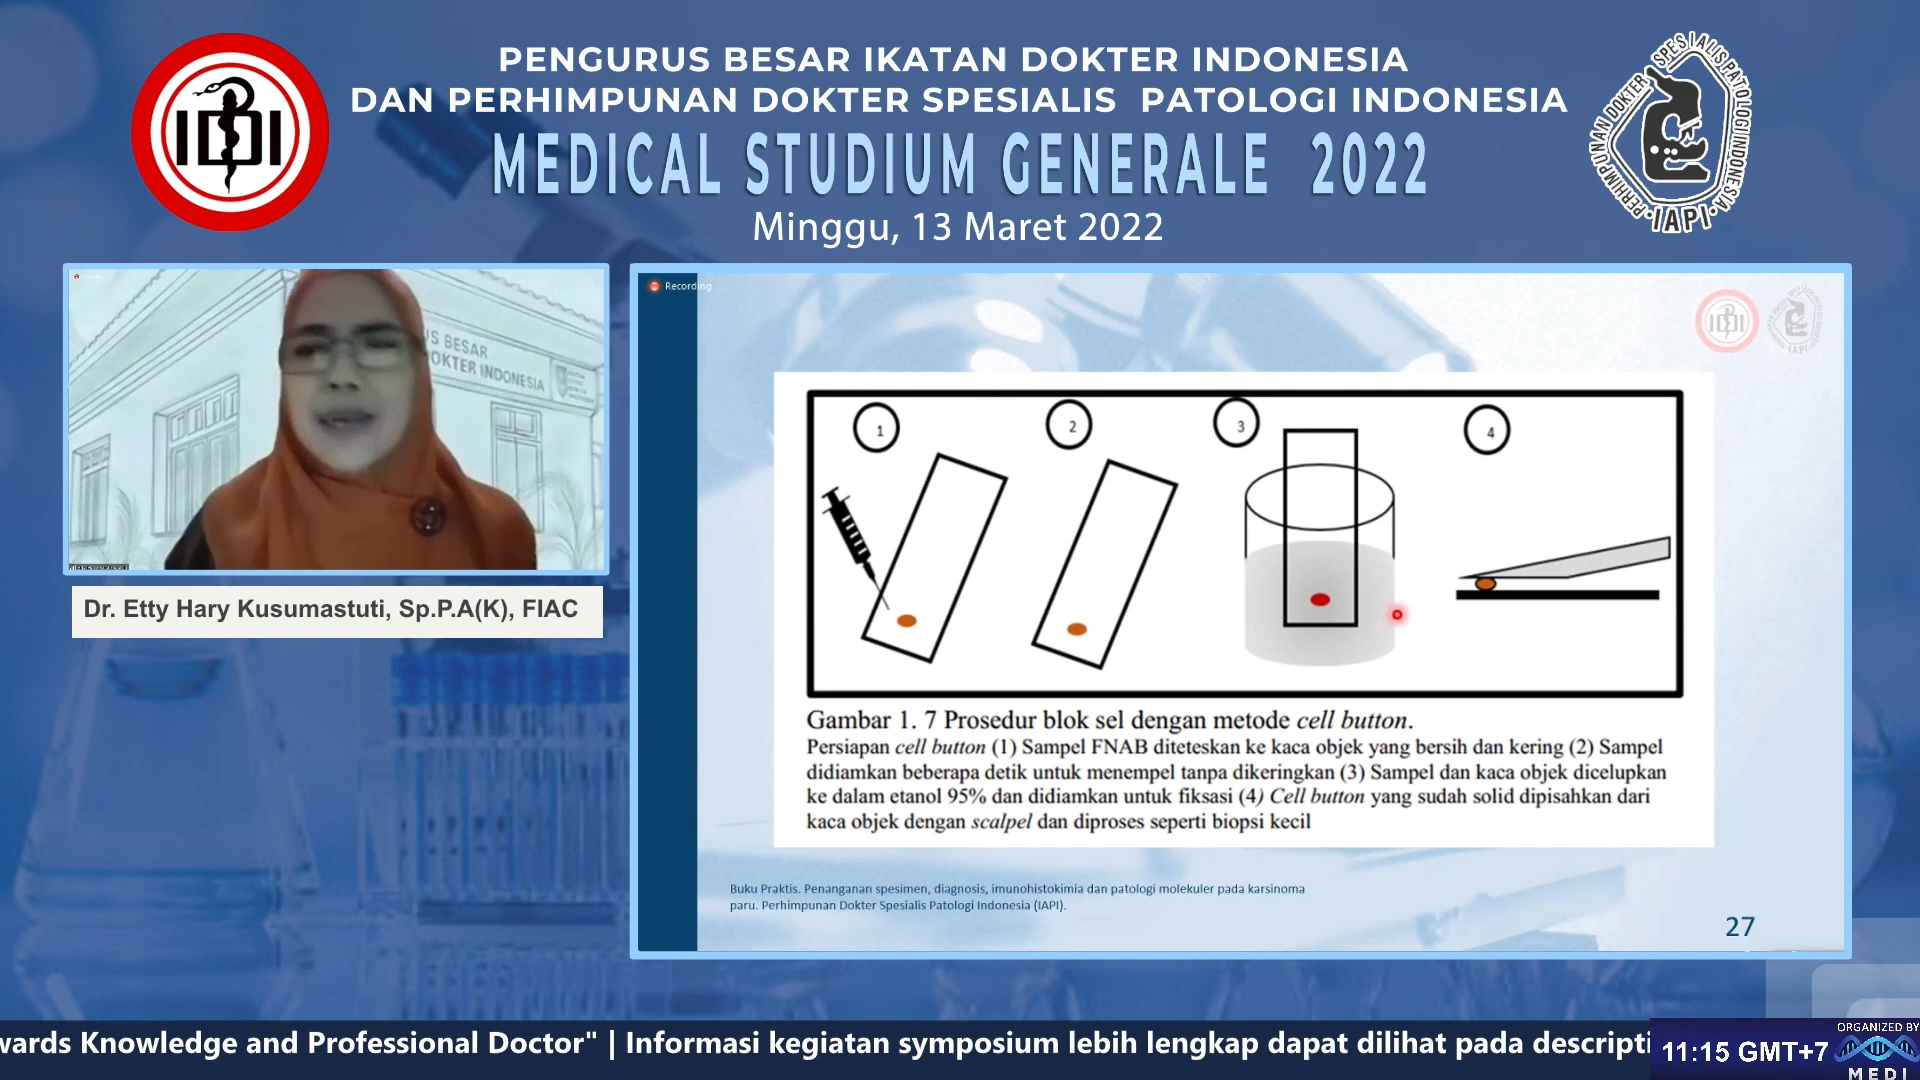 PENGURUS BESAR IKATAN DOKTER INDONESIA
DAN PERHIMPUNAN DOKTER SPESIALIS PATOLOGI INDONESIA
MEDICAL STUDIUM GENERALE 2022
Minggu, 13 Maret 2022
IDI
PERHIMPUNAN DOKTER SPESIALIS PATOLOGI INDONESIA
IAPI
US BESAR
DOKTER INDONESIA
Dr. Etty Hary Kusumastuti, Sp.P.A(K), FIAC
Recording
1
2
3
4
Gambar 1. 7 Prosedur blok sel dengan metode cell button.
Persiapan cell button (1) Sampel FNAB diteteskan ke kaca objek yang bersih dan kering (2) Sampel
didiamkan beberapa detik untuk menempel tanpa dikeringkan (3) Sampel dan kaca objek dicelupkan
ke dalam etanol 95% dan didiamkan untuk fiksasi (4) Cell button yang sudah solid dipisahkan dari
kaca objek dengan scalpel dan diproses seperti biopsi kecil
Buku Praktis. Penanganan spesimen, diagnosis, imunohistokimia dan patologi molekuler pada karsinoma
paru. Perhimpunan Dokter Spesialis Patologi Indonesia (IAPI).
27
wards Knowledge and Professional Doctor" | Informasi kegiatan symposium lebih lengkap dapat dilihat pada descripti
11:15 GMT+7
ORGANIZED BY
MEDI